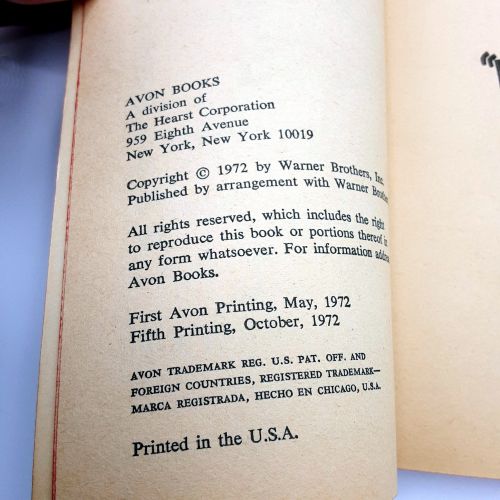 AVON BOOKS
A division of
The Hearst Corporation
959 Eighth Avenue
New York, New York 10019
Copyright © 1972 by Warner Brothers, Inc.
Published by arrangement with Warner
All rights reserved, which includes the right
to reproduce this book or portions thereof in
any form whatsoever. For information
Avon Books.
First Avon Printing, May, 1972
Fifth Printing, October, 1972
AVON TRADEMARK REG. U.S. PAT. OFF. AND
FOREIGN COUNTRIES, REGISTERED TRADEMARK—
MARCA REGISTRADA, HECHO EN CHICAGO, U.S.A.
Printed in the U.S.A.